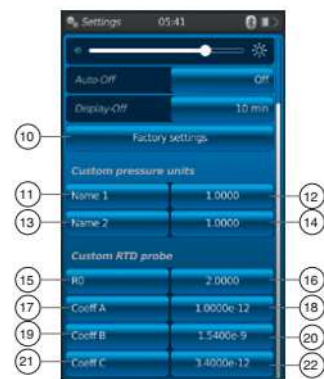 Settings 05:41
Auto-Off Off
Display-Off 10 min
10 Factory settings
Custom pressure units
11 Name 1 1.0000 12
13 Name 2 1.0000 14
Custom RTD probe
15 R0 2.0000 16
17 Coeff A 1.0000e-12 18
19 Coeff B 1.5400e-9 20
21 Coeff C 3.4000e-12 22